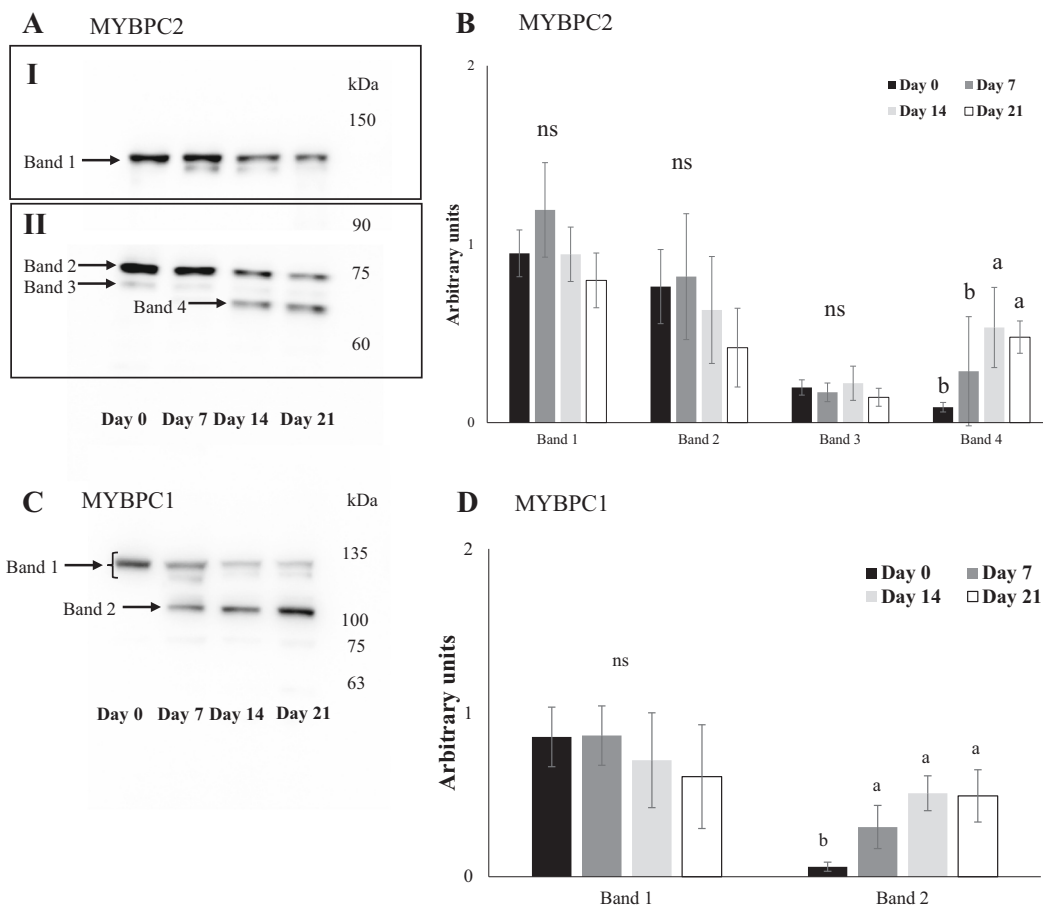 A MYBPC2
I
kDa
150
Band 1
II
90
Band 2
75
Band 3
Band 4
60
Day 0 Day 7 Day 14 Day 21
B MYBPC2
2
Day 0 Day 7
Day 14 Day 21
ns
ns
Arbitrary units
1
a
b
a
ns
b
0
Band 1 Band 2 Band 3 Band 4
C MYBPC1
kDa
135
Band 1
Band 2
100
75
63
Day 0 Day 7 Day 14 Day 21
D MYBPC1
2
Day 0 Day 7
Day 14 Day 21
ns
Arbitrary units
1
a
a
a
b
0
Band 1 Band 2